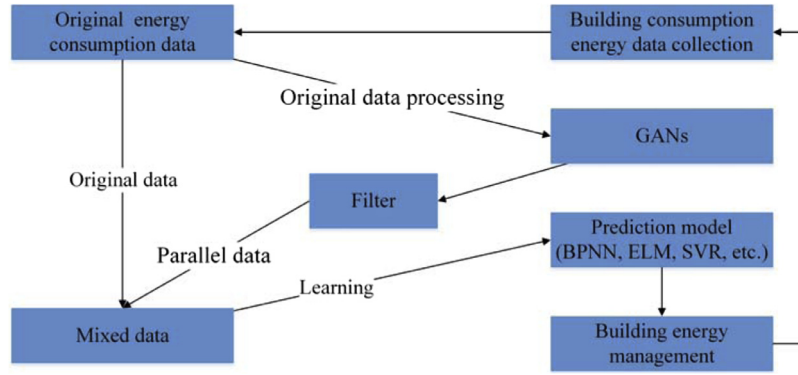 Original energy
consumption data
Building consumption
energy data collection
Original data processing
GANs
Original data
Filter
Prediction model
(BPNN, ELM, SVR, etc.)
Parallel data
Learning
Mixed data
Building energy
management